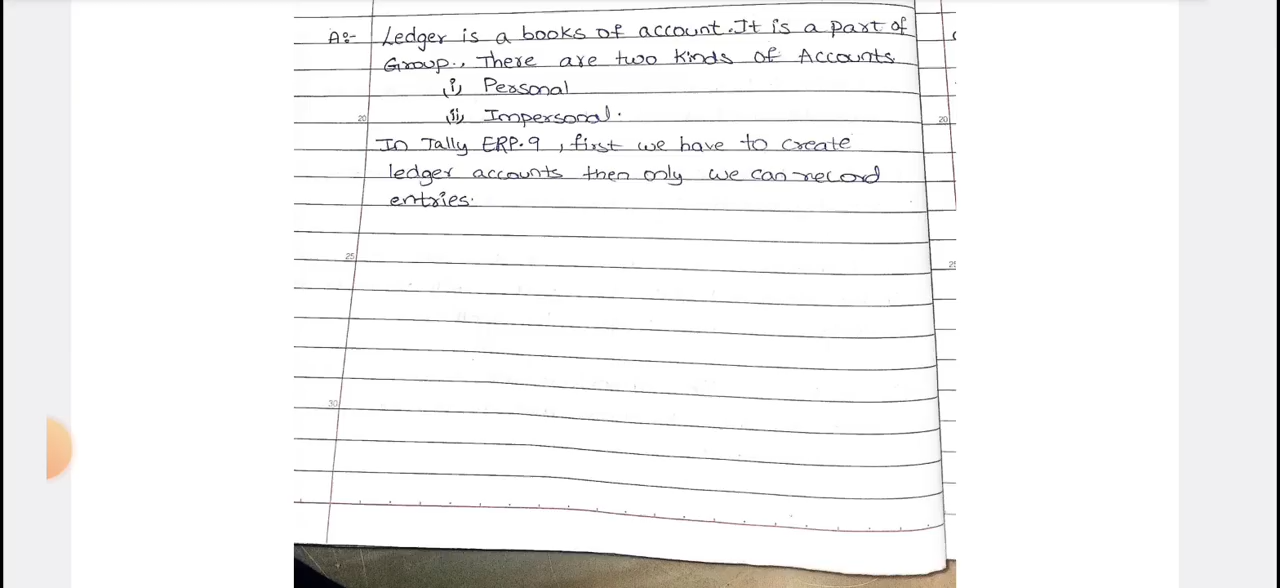 A:- Ledger is a books of account. It is a part of
Group., There are two kinds of Accounts
(i) Personal
(ii) Impersonal.
20
20
In Tally ERP.9, first we have to create
ledger accounts then only we can record
entries.
25
25
30